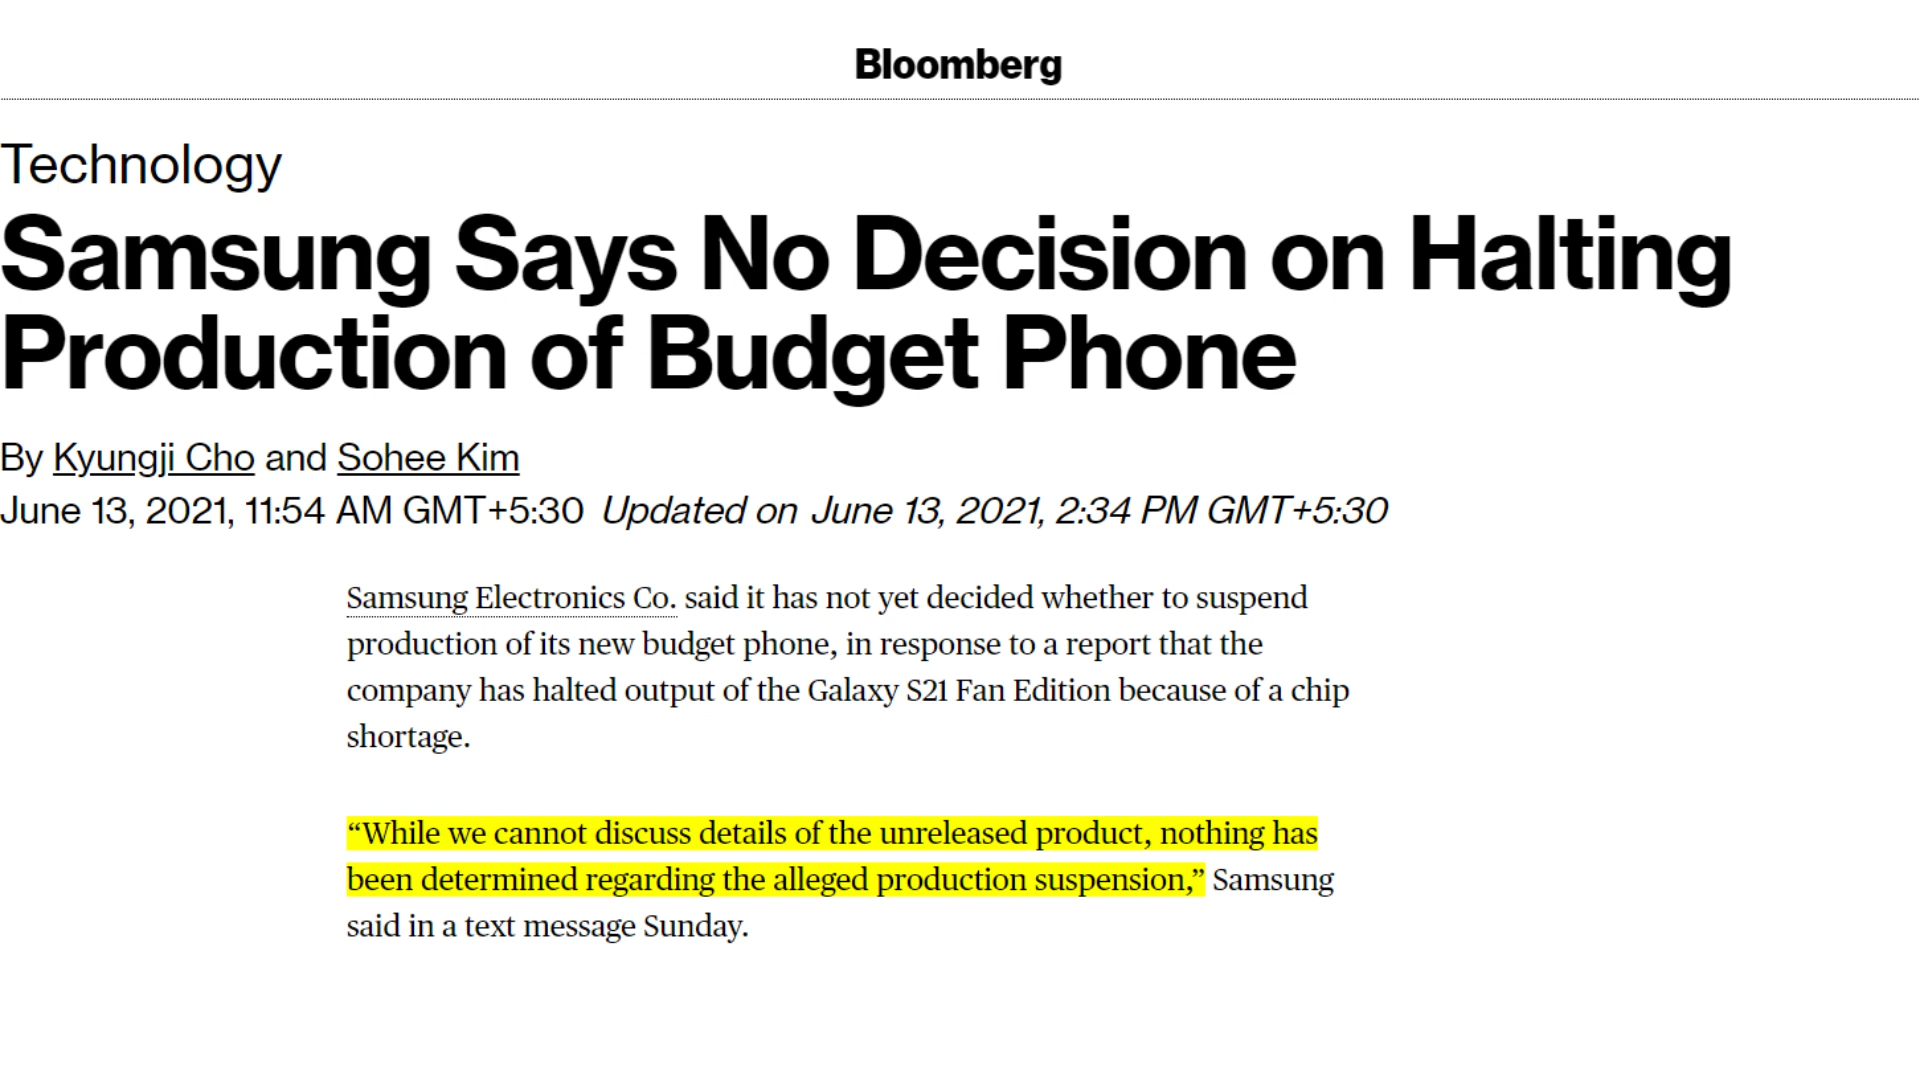 Bloomberg
Technology
Samsung Says No Decision on Halting
Production of Budget Phone
By Kyungji Cho and Sohee Kim
June 13, 2021, 11:54 AM GMT+5:30 Updated on June 13, 2021, 2:34 PM GMT+5:30
Samsung Electronics Co. said it has not yet decided whether to suspend
production of its new budget phone, in response to a report that the
company has halted output of the Galaxy S21 Fan Edition because of a chip
shortage.
“While we cannot discuss details of the unreleased product, nothing has
been determined regarding the alleged production suspension,” Samsung
said in a text message Sunday.